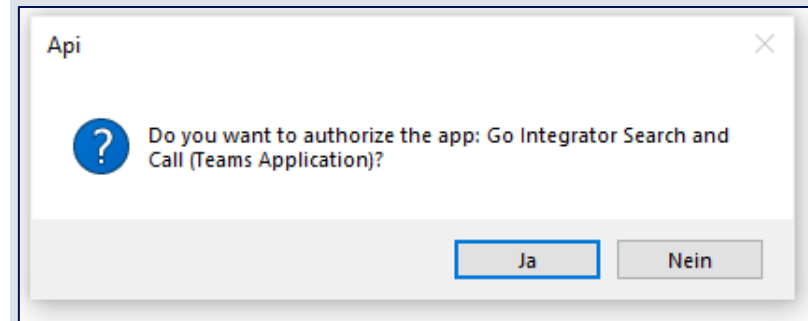 Api
Do you want to authorize the app: Go Integrator Search and
Call (Teams Application)?
Ja
Nein